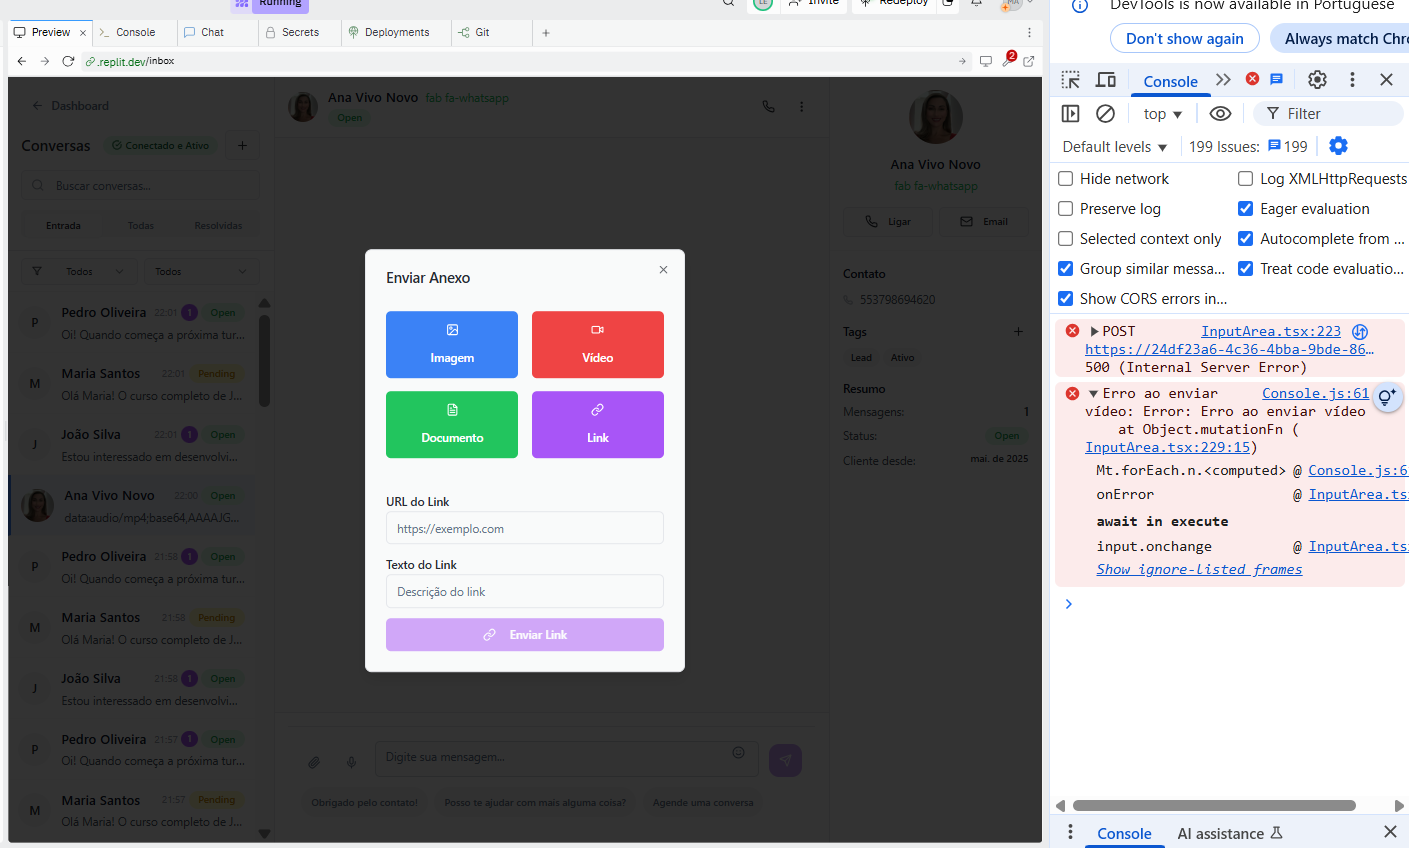 Running
LE
Invite
Redeploy
MA
Preview
Console
Chat
Secrets
Deployments
Git
.replit.dev/inbox
2
Dashboard
Conversas
Conectado e Ativo
Buscar conversas...
Entrada
Todas
Resolvidas
Todos
Todos
P
Pedro Oliveira
22:01
1
Open
Oi! Quando começa a próxima tur...
M
Maria Santos
22:01
Pending
Olá Maria! O curso completo de J...
J
João Silva
22:01
1
Open
Estou interessado em desenvolvi...
Ana Vivo Novo
22:00
Open
data:audio/mp4;base64,AAAAJG...
P
Pedro Oliveira
21:58
1
Open
Oi! Quando começa a próxima tur...
M
Maria Santos
21:58
Pending
Olá Maria! O curso completo de J...
J
João Silva
21:58
1
Open
Estou interessado em desenvolvi...
P
Pedro Oliveira
21:57
1
Open
Oi! Quando começa a próxima tur...
M
Maria Santos
21:57
Pending
Olá Maria! O curso completo de J...
Ana Vivo Novo
fab fa-whatsapp
Open
Enviar Anexo
Imagem
Vídeo
Documento
Link
URL do Link
https://exemplo.com
Texto do Link
Descrição do link
Enviar Link
Digite sua mensagem...
Obrigado pelo contato!
Posso te ajudar com mais alguma coisa?
Agende uma conversa
Ana Vivo Novo
fab fa-whatsapp
Ligar
Email
Contato
553798694620
Tags
Lead
Ativo
Resumo
Mensagens:
1
Status:
Open
Cliente desde:
mai. de 2025
DevTools is now available in Portuguese
Don't show again
Always match Chr
Console
top
Filter
Default levels
199 Issues:
199
Hide network
Log XMLHttpRequests
Preserve log
Eager evaluation
Selected context only
Autocomplete from ...
Group similar messa...
Treat code evaluatio...
Show CORS errors in...
POST InputArea.tsx:223
https://24df23a6-4c36-4bba-9bde-86…
500 (Internal Server Error)
Erro ao enviar Console.js:61
vídeo: Error: Erro ao enviar vídeo
at Object.mutationFn (
InputArea.tsx:229:15)
Mt.forEach.n.<computed> @ Console.js:6
onError @ InputArea.ts
await in execute
input.onchange @ InputArea.ts
Show ignore-listed frames
Console
AI assistance